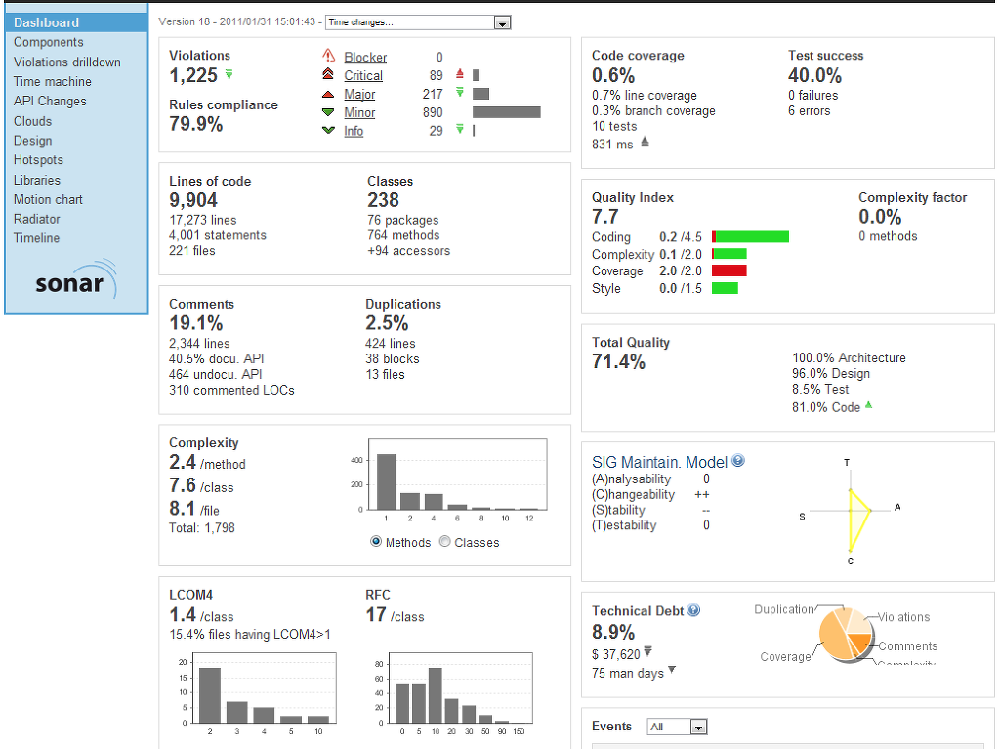 Dashboard
Components
Violations drilldown
Time machine
API Changes
Clouds
Design
Hotspots
Libraries
Motion chart
Radiator
Timeline
sonar
Version 18 - 2011/01/31 15:01:43 - Time changes...
Violations
1,225
Rules compliance
79.9%
Blocker 0
Critical 89
Major 217
Minor 890
Info 29
Lines of code
9,904
17,273 lines
4,001 statements
221 files
Classes
238
76 packages
764 methods
+94 accessors
Comments
19.1%
2,344 lines
40.5% docu. API
464 undocu. API
310 commented LOCs
Duplications
2.5%
424 lines
38 blocks
13 files
Complexity
2.4 /method
7.6 /class
8.1 /file
Total: 1,798
400
200
0
1 2 4 6 8 10 12
Methods Classes
LCOM4
1.4 /class
15.4% files having LCOM4>1
20
15
10
5
0
2 3 4 5 10
RFC
17 /class
80
60
40
20
0
0 5 10 20 30 50 90 150
Code coverage
0.6%
0.7% line coverage
0.3% branch coverage
10 tests
831 ms
Test success
40.0%
0 failures
6 errors
Quality Index
7.7
Coding 0.2 /4.5
Complexity 0.1 /2.0
Coverage 2.0 /2.0
Style 0.0 /1.5
Complexity factor
0.0%
0 methods
Total Quality
71.4%
100.0% Architecture
96.0% Design
8.5% Test
81.0% Code
SIG Maintain. Model
(A)nalysability 0
(C)hangeability ++
(S)tability --
(T)estability 0
T
A
S
C
Technical Debt
8.9%
$ 37,620
75 man days
Duplication
Violations
Comments
Coverage
Complexity
Events All